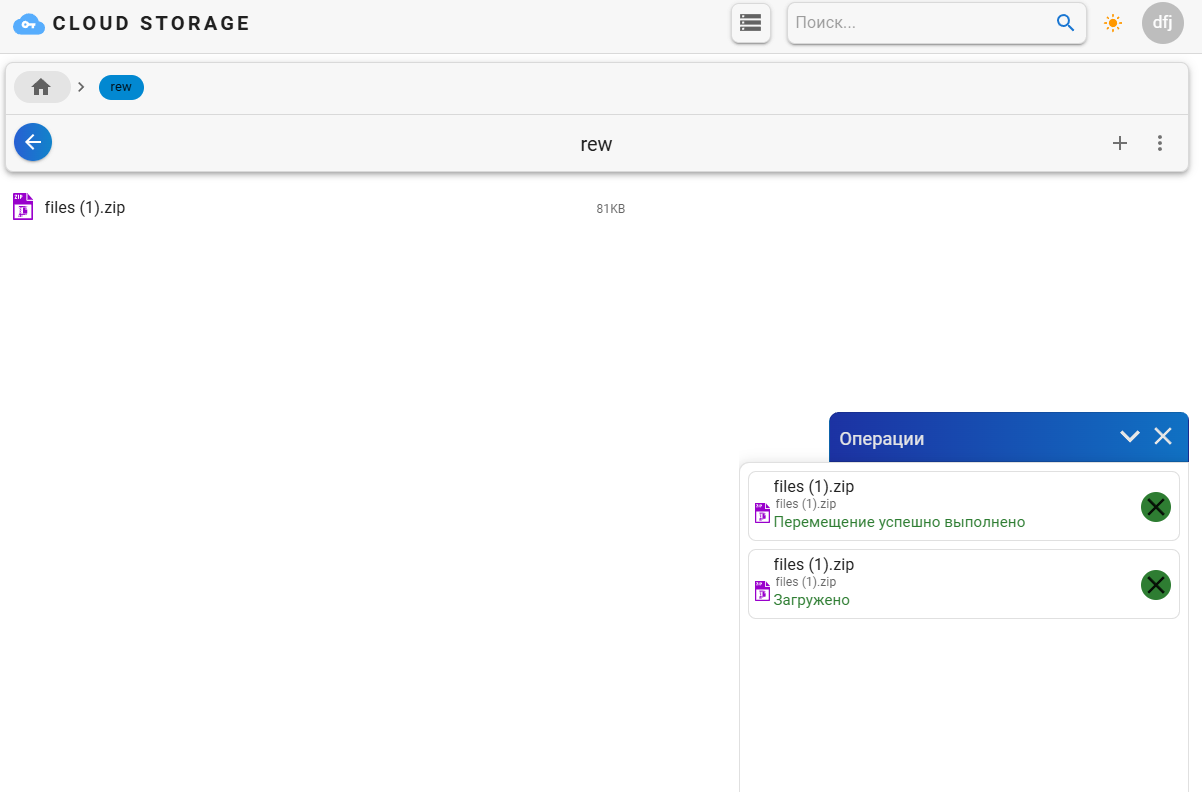 CLOUD STORAGE
Поиск...
dfj
rew
rew
files (1).zip
81KB
Операции
files (1).zip
files (1).zip
Перемещение успешно выполнено
files (1).zip
files (1).zip
Загружено